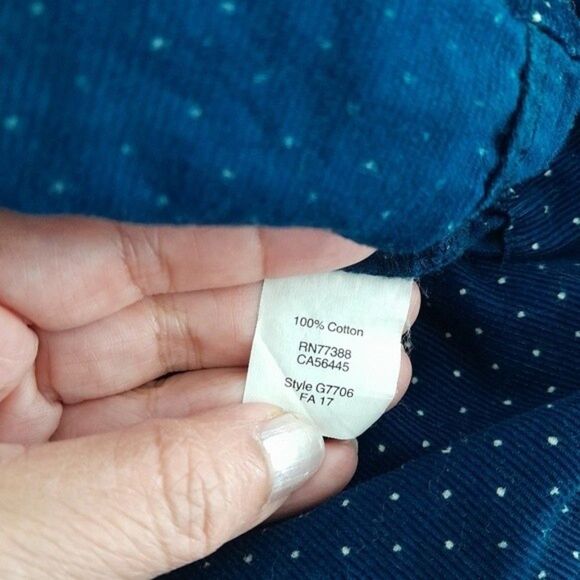 100% Cotton
RN77388
CA56445
Style G7706
FA 17